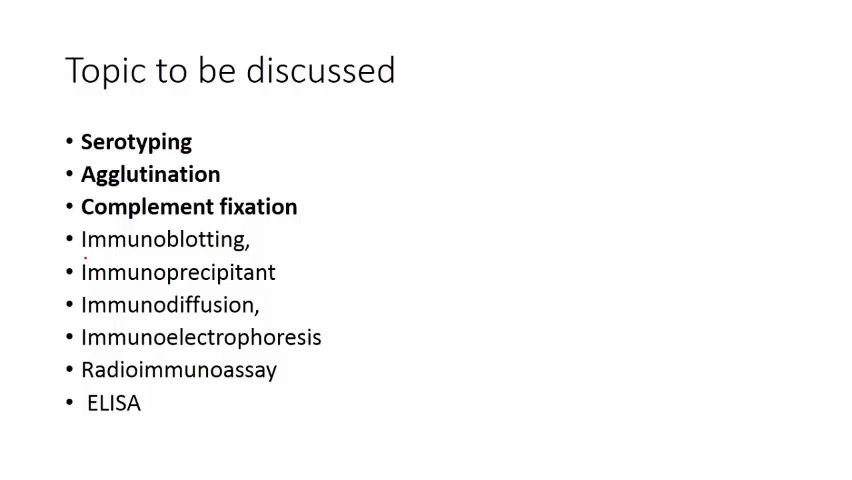 Topic to be discussed
• Serotyping
• Agglutination
• Complement fixation
• Immunoblotting,
• Immunoprecipitant
• Immunodiffusion,
• Immunoelectrophoresis
• Radioimmunoassay
• ELISA